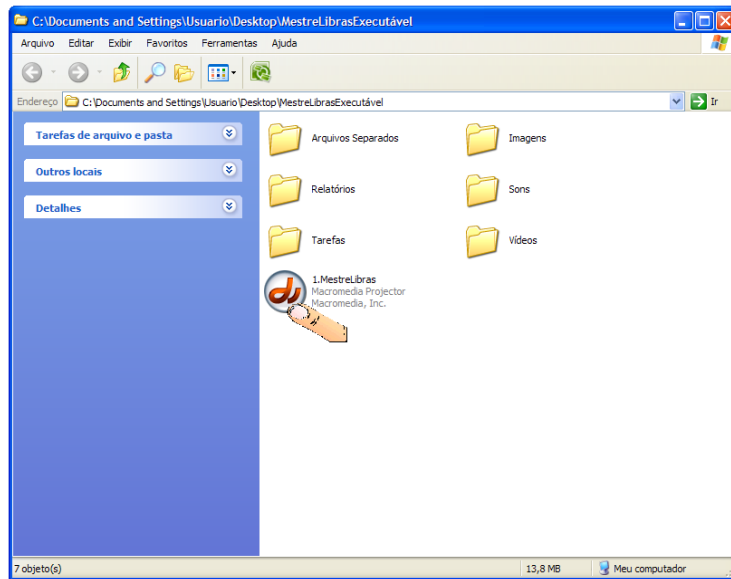 C:\Documents and Settings\Usuario\Desktop\MestreLibrasExecutável
Arquivo Editar Exibir Favoritos Ferramentas Ajuda
Endereço C:\Documents and Settings\Usuario\Desktop\MestreLibrasExecutável Ir
Tarefas de arquivo e pasta
Outros locais
Detalhes
Arquivos Separados
Imagens
Relatórios
Sons
Tarefas
Vídeos
1.MestreLibras
Macromedia Projector
Macromedia, Inc.
7 objeto(s) 13,8 MB Meu computador